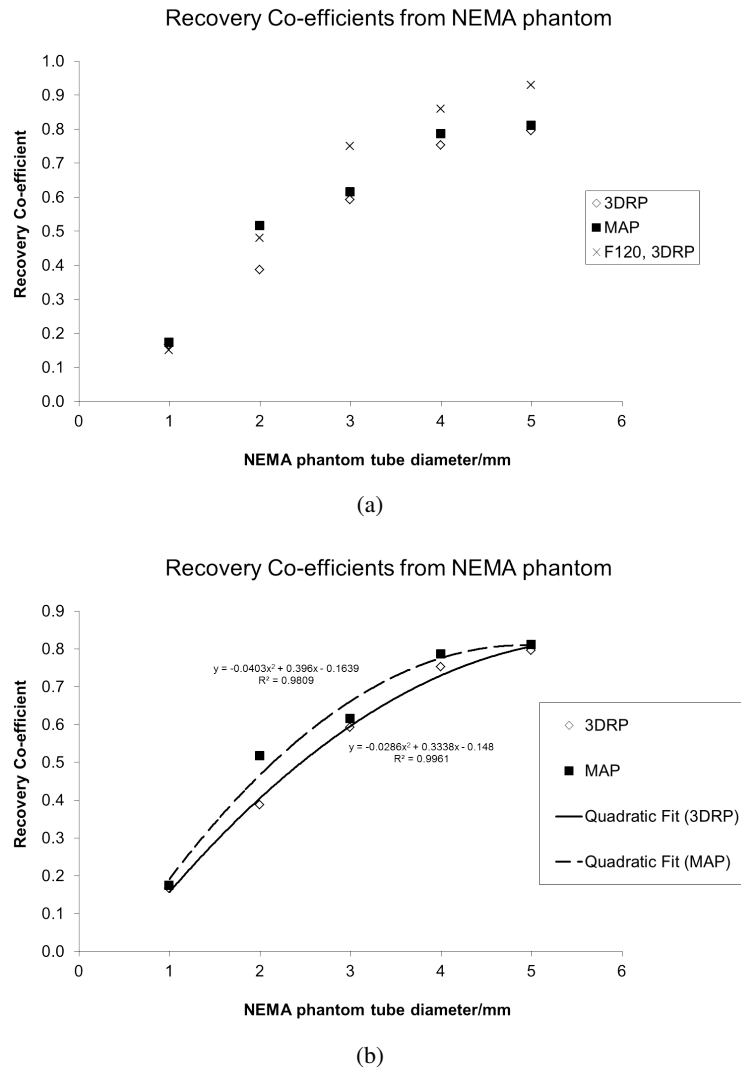 Recovery Co-efficients from NEMA phantom
1.0
0.9
0.8
0.7
0.6
0.5
0.4
0.3
0.2
0.1
0.0
Recovery Co-efficient
0 1 2 3 4 5 6
NEMA phantom tube diameter/mm
3DRP
MAP
F120, 3DRP
(a)
Recovery Co-efficients from NEMA phantom
0.9
0.8
0.7
0.6
0.5
0.4
0.3
0.2
0.1
0.0
Recovery Co-efficient
y = -0.0403x² + 0.396x - 0.1639
R² = 0.9809
y = -0.0286x² + 0.3338x - 0.148
R² = 0.9961
0 1 2 3 4 5 6
NEMA phantom tube diameter/mm
3DRP
MAP
Quadratic Fit (3DRP)
Quadratic Fit (MAP)
(b)